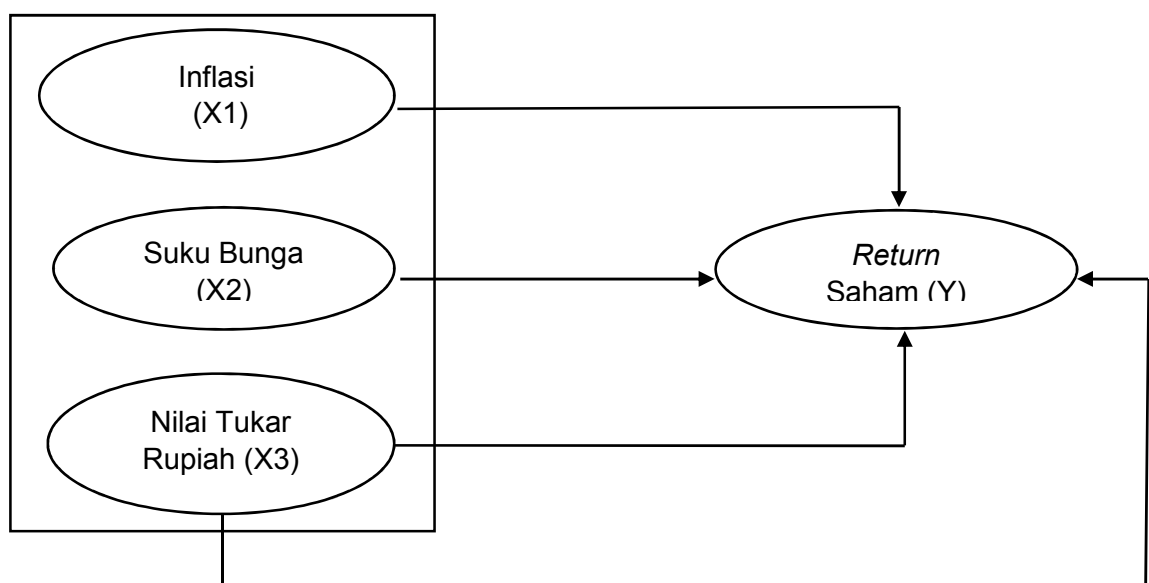 Inflasi
(X1)
Suku Bunga
(X2)
Return
Saham (Y)
Nilai Tukar
Rupiah (X3)